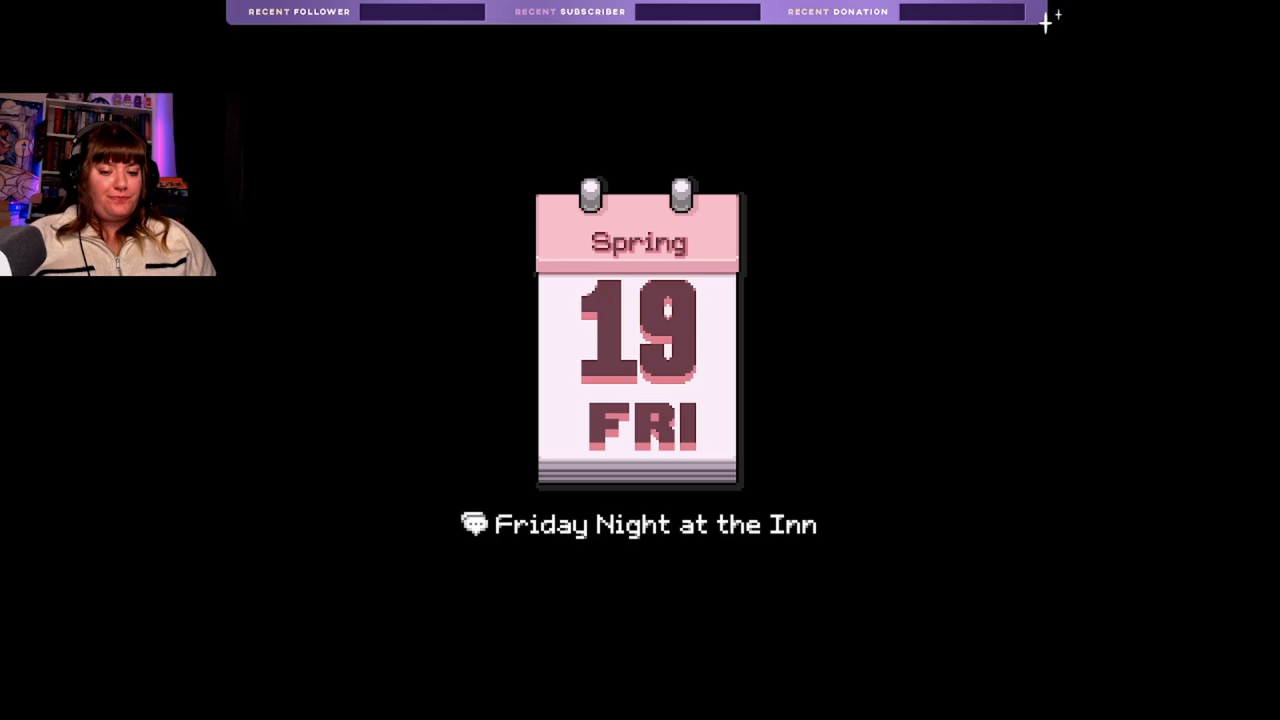 RECENT FOLLOWER RECENT SUBSCRIBER RECENT DONATION
Spring
19
FRI
Friday Night at the Inn